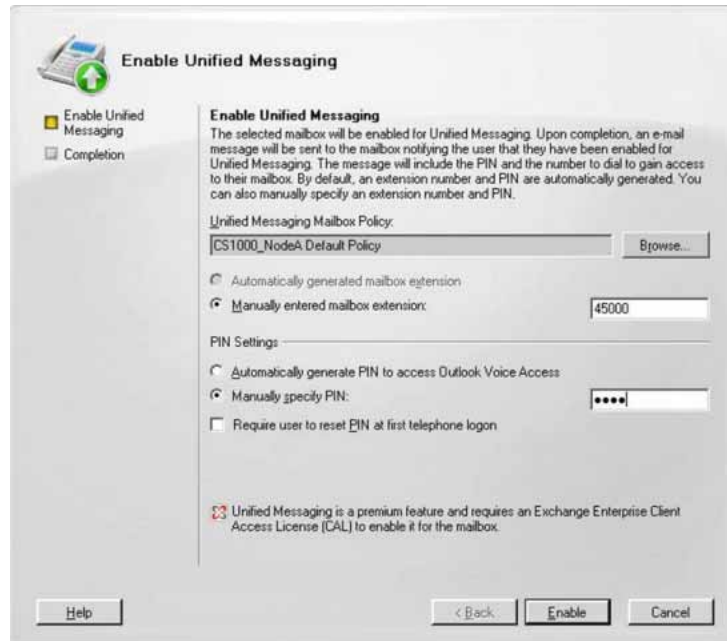 Enable Unified Messaging
Enable Unified
Messaging
Completion
Enable Unified Messaging
The selected mailbox will be enabled for Unified Messaging. Upon completion, an e-mail
message will be sent to the mailbox notifying the user that they have been enabled for
Unified Messaging. The message will include the PIN and the number to dial to gain access
to their mailbox. By default, an extension number and PIN are automatically generated. You
can also manually specify an extension number and PIN.
Unified Messaging Mailbox Policy:
CS1000_NodeA Default Policy
Browse...
Automatically generated mailbox extension
Manually entered mailbox extension:
45000
PIN Settings
Automatically generate PIN to access Outlook Voice Access
Manually specify PIN:
••••
Require user to reset PIN at first telephone logon
Unified Messaging is a premium feature and requires an Exchange Enterprise Client
Access License (CAL) to enable it for the mailbox.
Help
< Back
Enable
Cancel